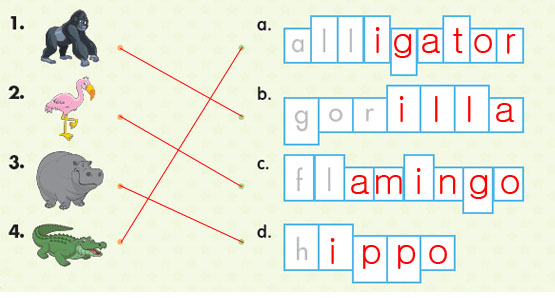 1. a. alligator
2. b. gorilla
3. c. flamingo
4. d. hippo